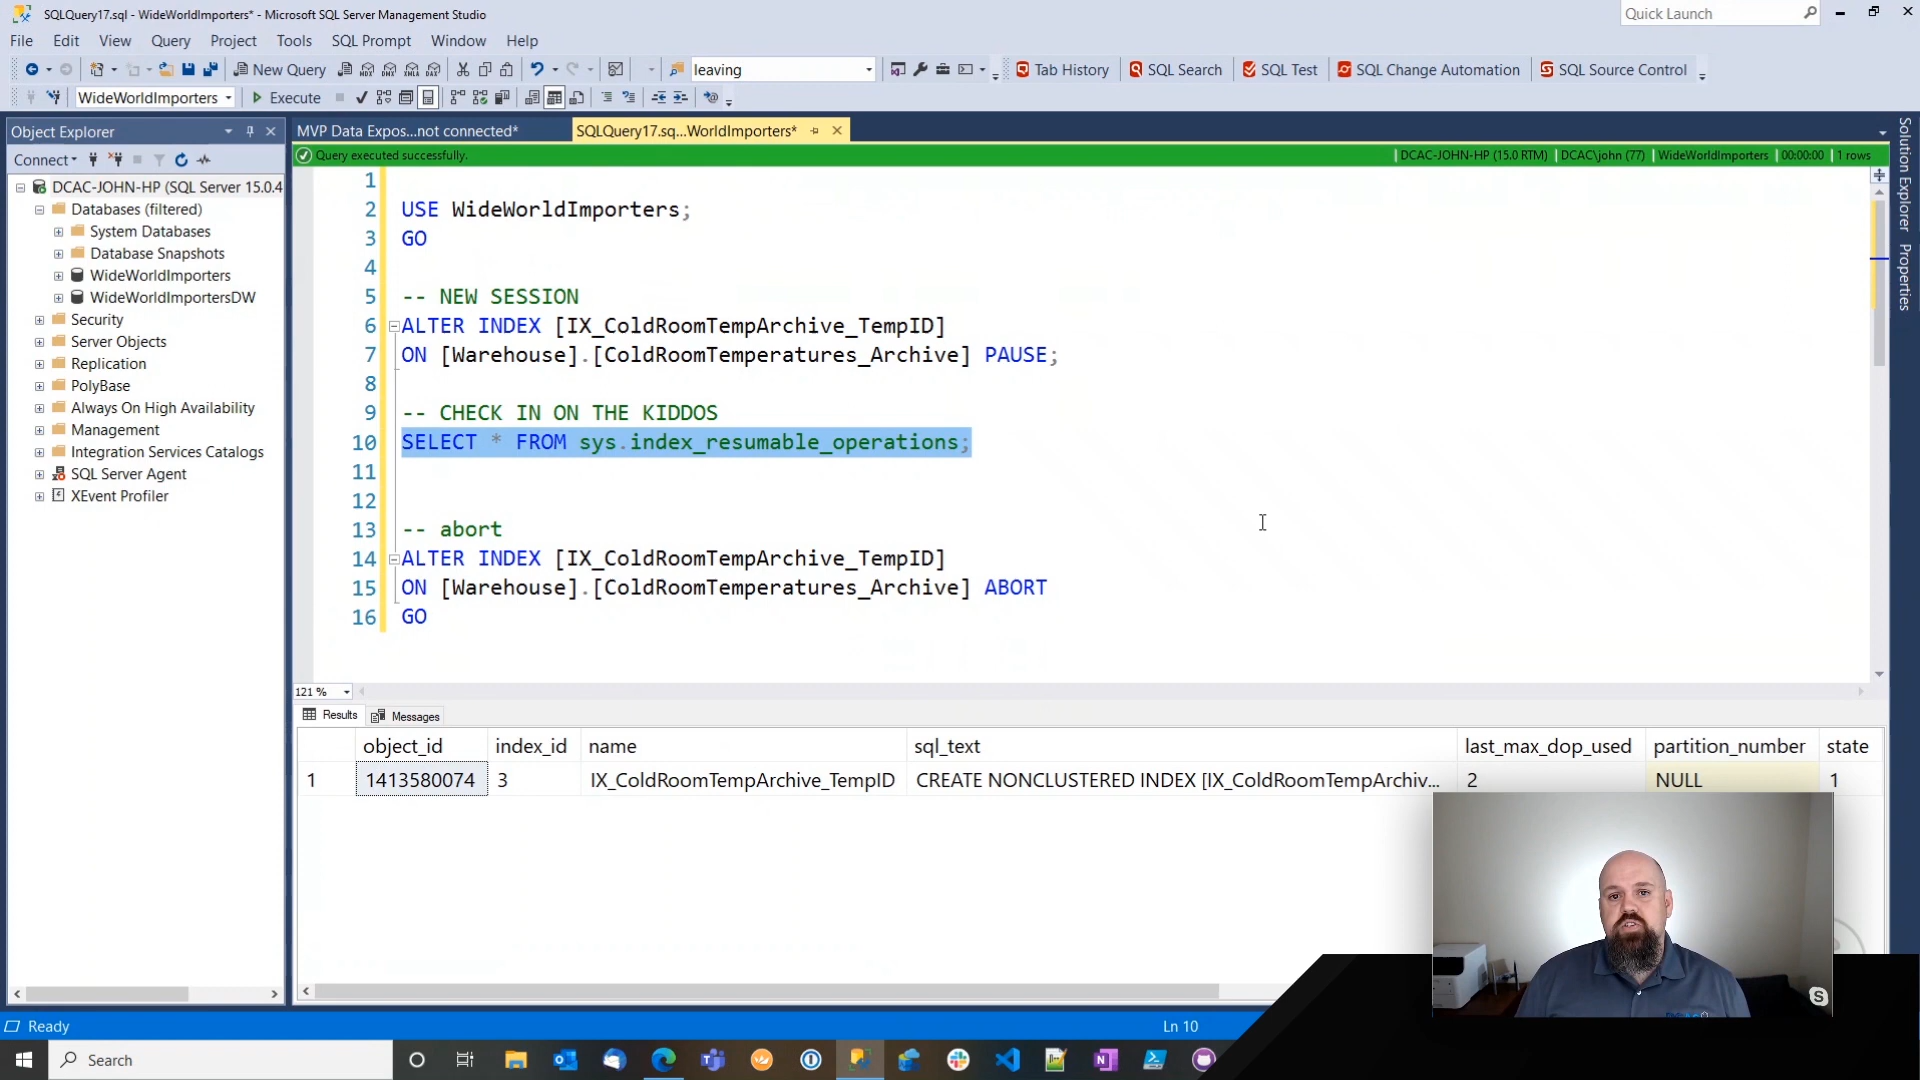 SQLQuery17.sql - WideWorldImporters* - Microsoft SQL Server Management Studio
Quick Launch
File Edit View Query Project Tools SQL Prompt Window Help
New Query
leaving
Tab History SQL Search SQL Test SQL Change Automation SQL Source Control
WideWorldImporters Execute
Object Explorer
MVP Data Expos...not connected*
SQLQuery17.sq...WorldImporters*
Solution Explorer
Properties
Connect
Query executed successfully.
DCAC-JOHN-HP (15.0 RTM) DCAC\john (77) WideWorldImporters 00:00:00 1 rows
DCAC-JOHN-HP (SQL Server 15.0.4
Databases (filtered)
System Databases
Database Snapshots
WideWorldImporters
WideWorldImportersDW
Security
Server Objects
Replication
PolyBase
Always On High Availability
Management
Integration Services Catalogs
SQL Server Agent
XEvent Profiler
1
2 USE WideWorldImporters;
3 GO
4
5 -- NEW SESSION
6 ALTER INDEX [IX_ColdRoomTempArchive_TempID]
7 ON [Warehouse].[ColdRoomTemperatures_Archive] PAUSE;
8
9 -- CHECK IN ON THE KIDDOS
10 SELECT * FROM sys.index_resumable_operations;
11
12
13 -- abort
14 ALTER INDEX [IX_ColdRoomTempArchive_TempID]
15 ON [Warehouse].[ColdRoomTemperatures_Archive] ABORT
16 GO
121 %
Results Messages
object_id index_id name sql_text last_max_dop_used partition_number state
1 1413580074 3 IX_ColdRoomTempArchive_TempID CREATE NONCLUSTERED INDEX [IX_ColdRoomTempArchiv... 2 NULL 1
Ready
Ln 10
Search